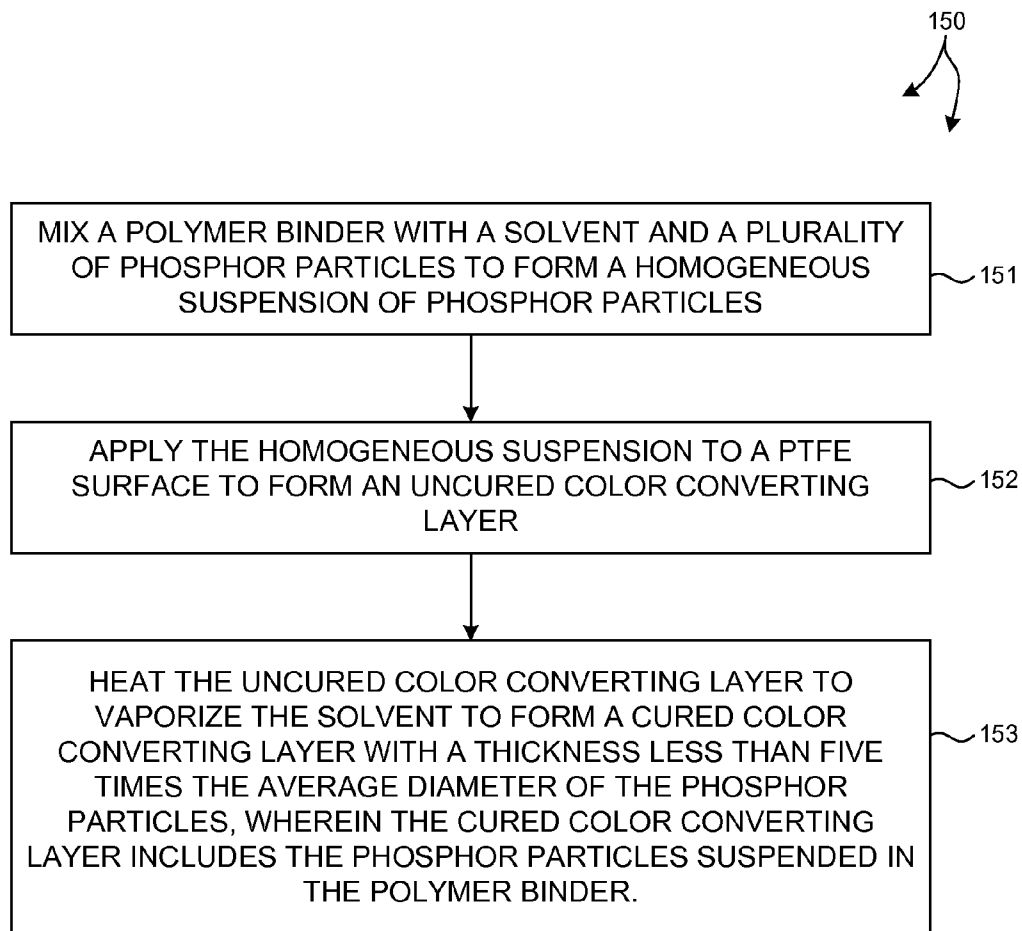 150
MIX A POLYMER BINDER WITH A SOLVENT AND A PLURALITY
OF PHOSPHOR PARTICLES TO FORM A HOMOGENEOUS
SUSPENSION OF PHOSPHOR PARTICLES
151
APPLY THE HOMOGENEOUS SUSPENSION TO A PTFE
SURFACE TO FORM AN UNCURED COLOR CONVERTING
LAYER
152
HEAT THE UNCURED COLOR CONVERTING LAYER TO
VAPORIZE THE SOLVENT TO FORM A CURED COLOR
CONVERTING LAYER WITH A THICKNESS LESS THAN FIVE
TIMES THE AVERAGE DIAMETER OF THE PHOSPHOR
PARTICLES, WHEREIN THE CURED COLOR CONVERTING
LAYER INCLUDES THE PHOSPHOR PARTICLES SUSPENDED IN
THE POLYMER BINDER.
153